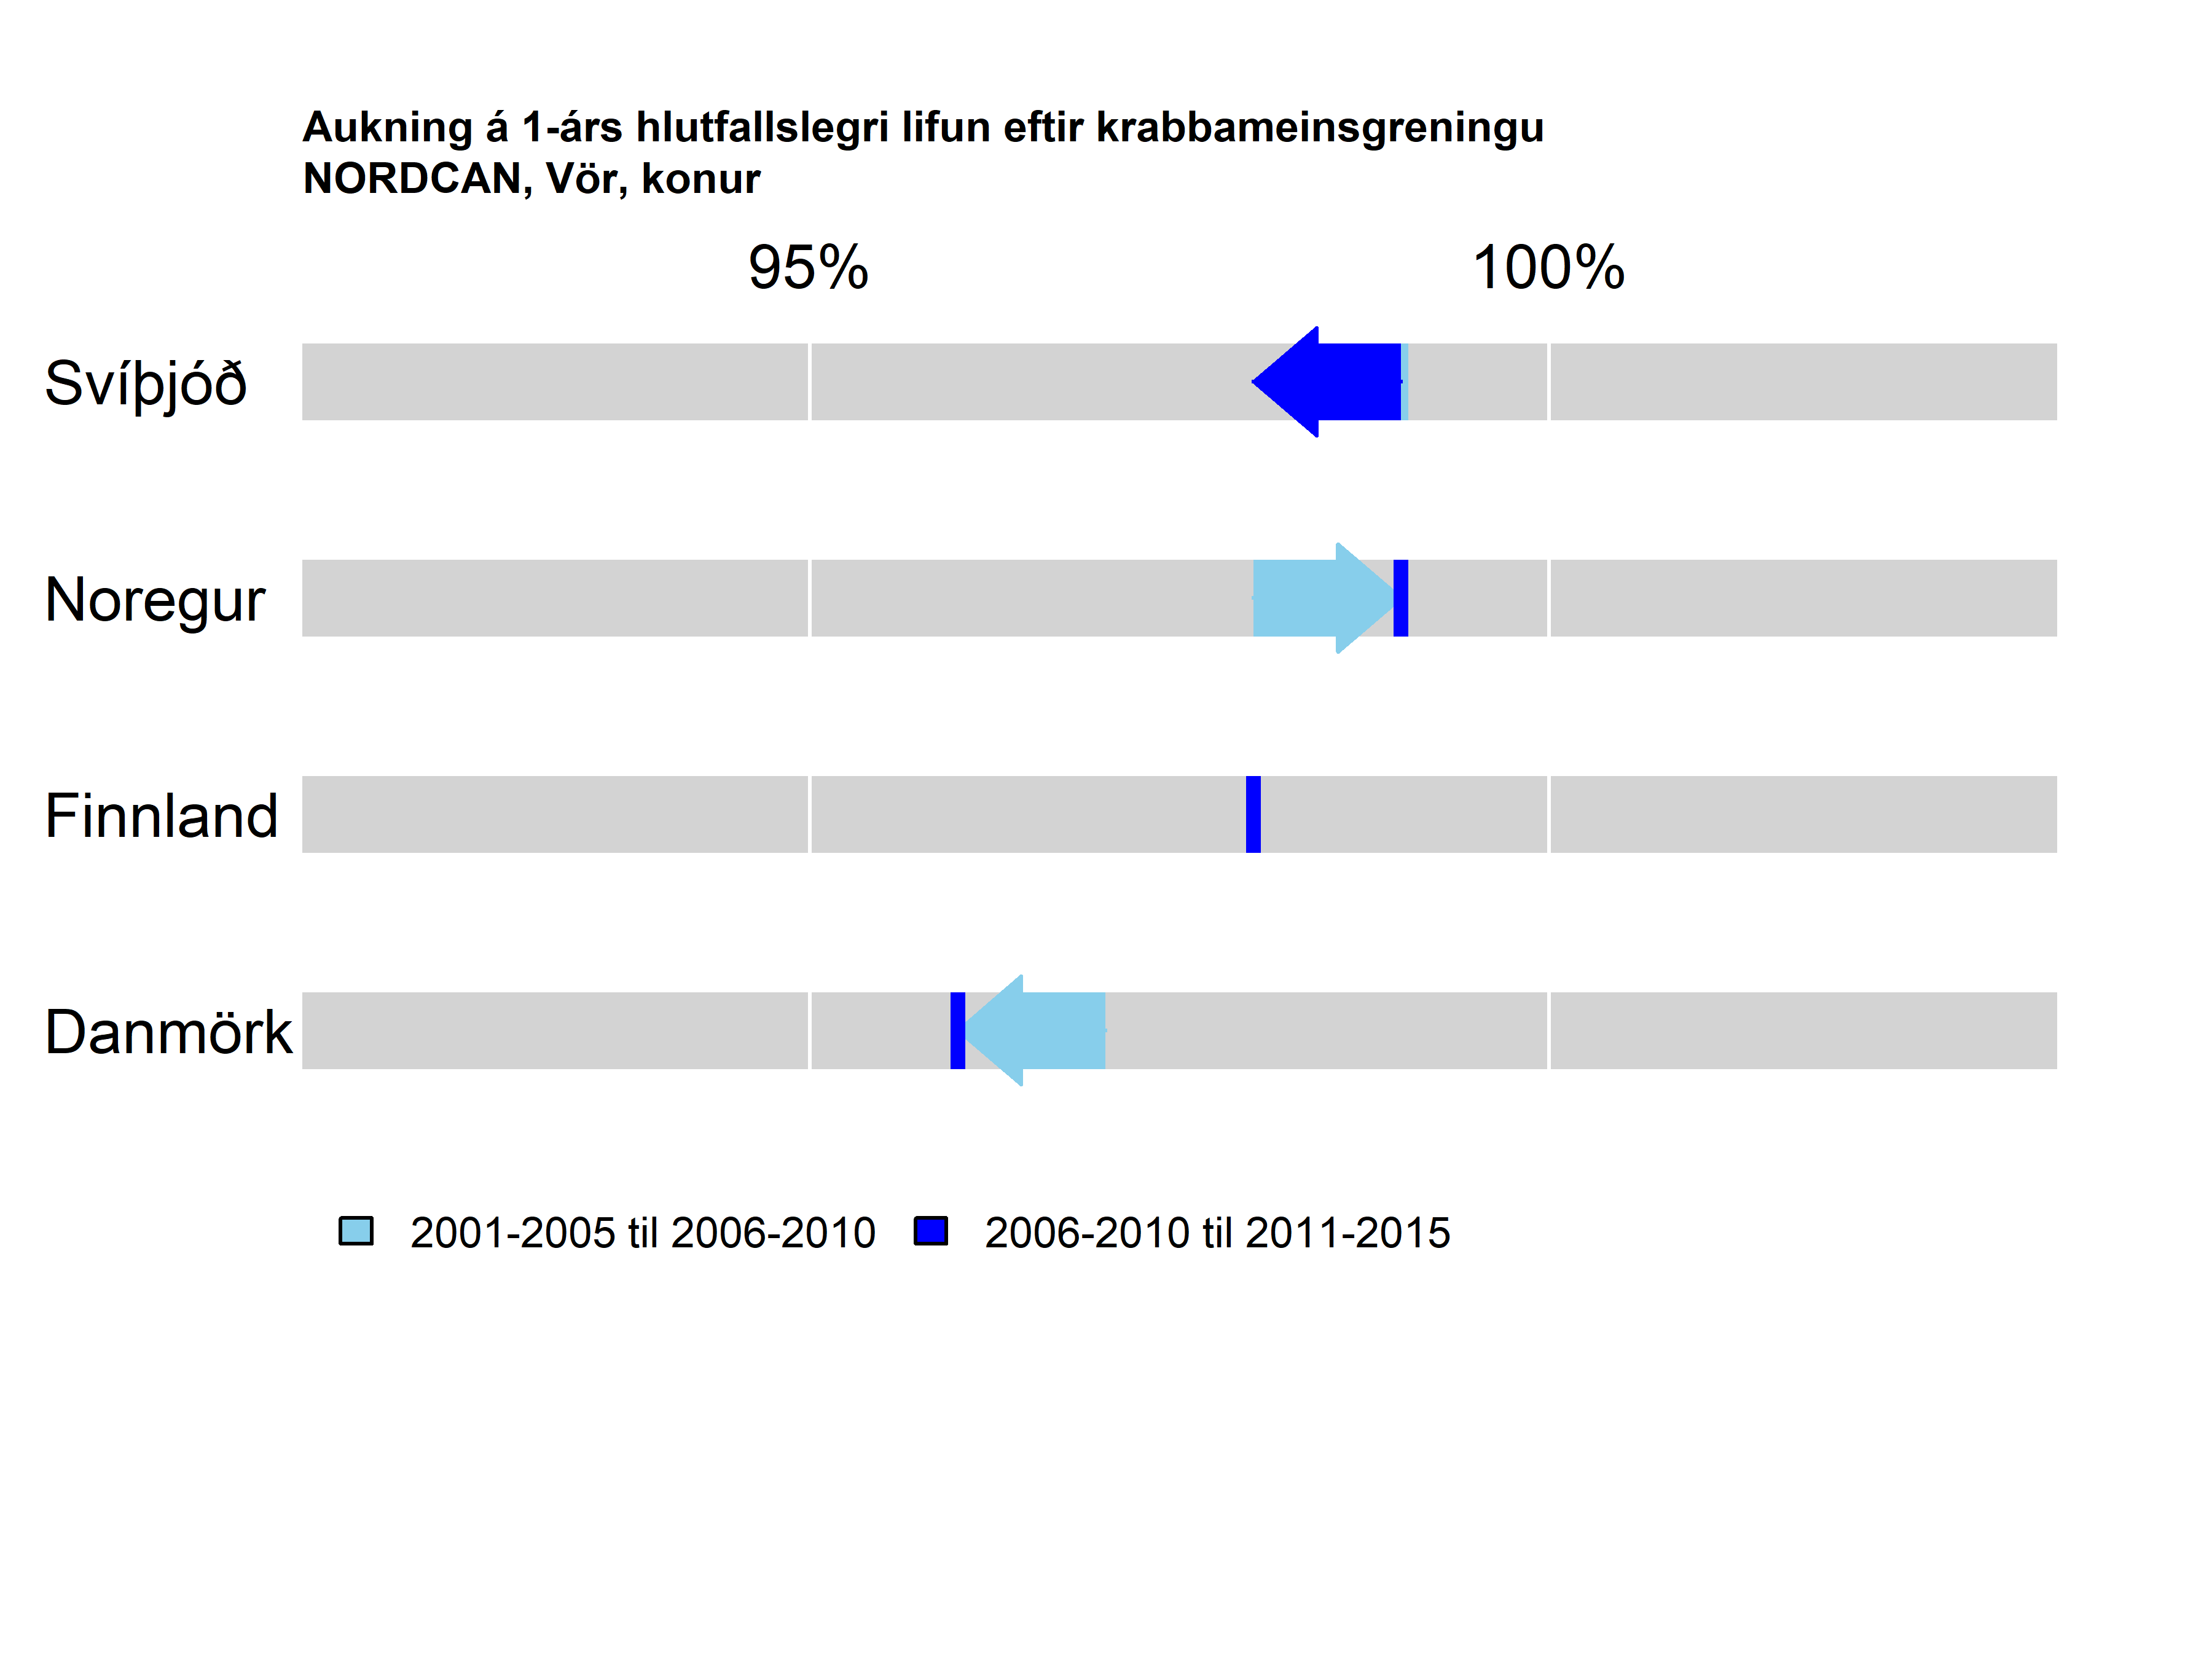 Aukning á 1-árs hlutfallslegri lifun eftir krabbameinsgreningu
NORDCAN, Vör, konur
95% 100%
Svíþjóð
Noregur
Finnland
Danmörk
2001-2005 til 2006-2010 2006-2010 til 2011-2015